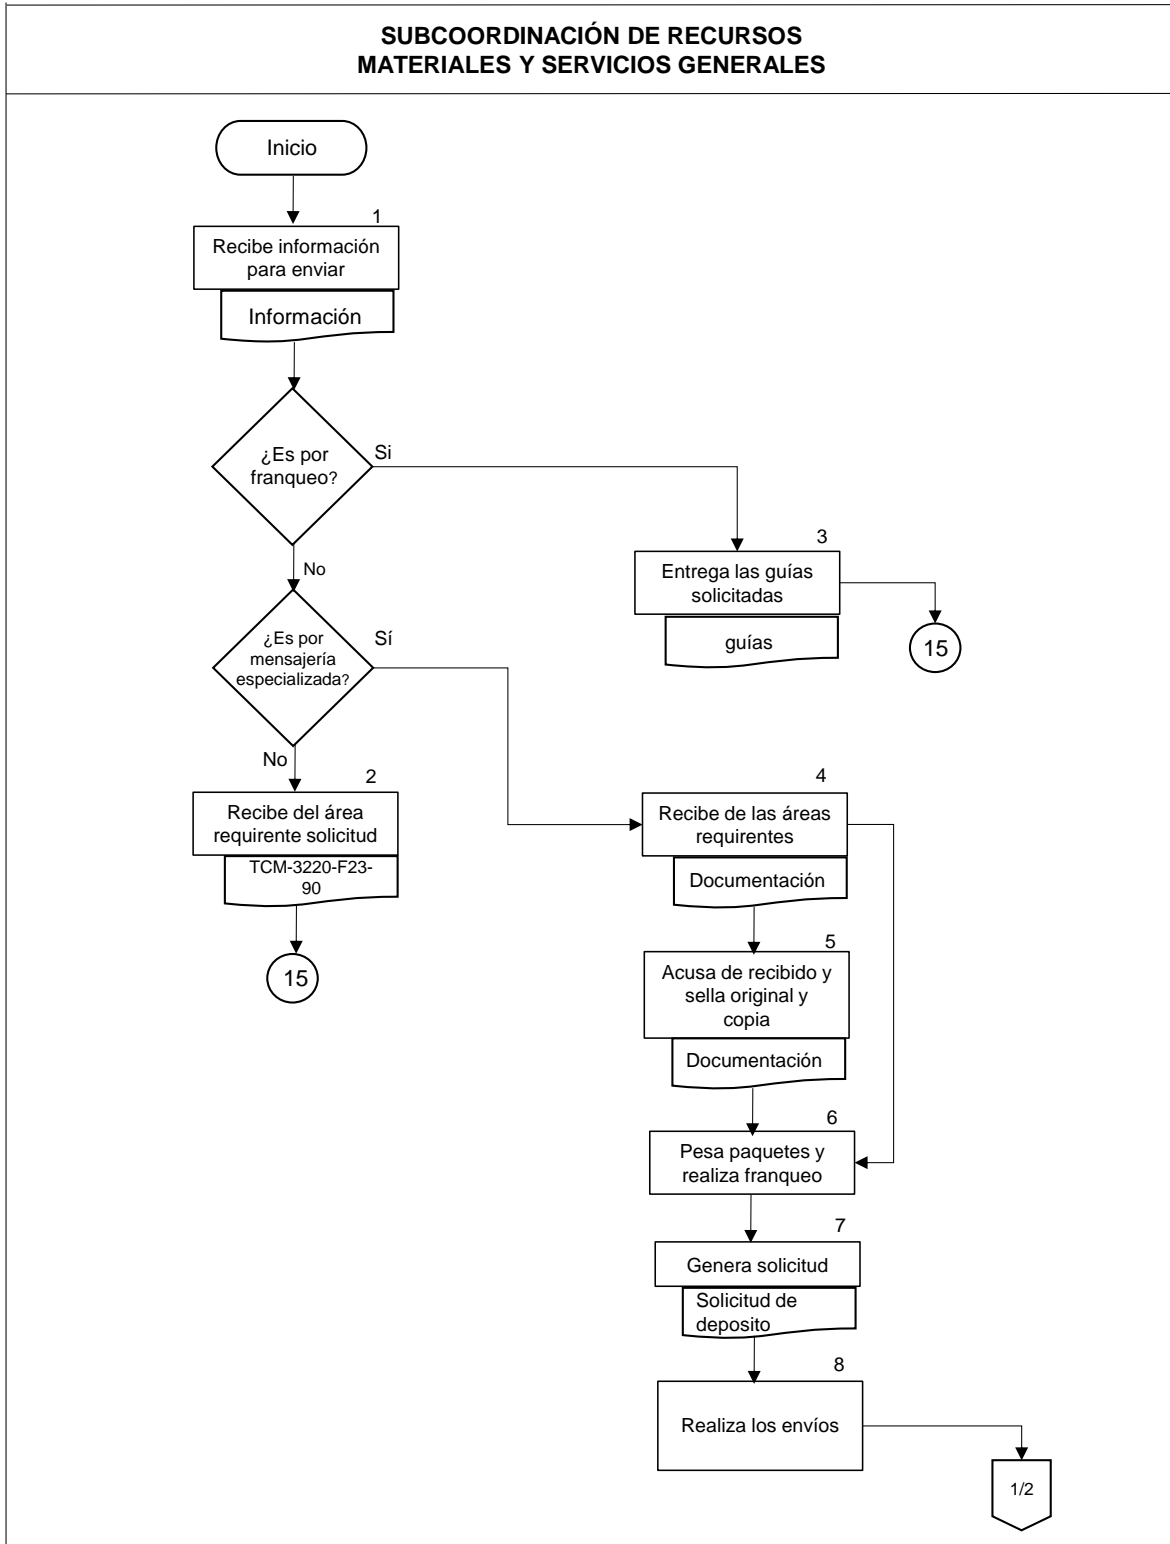 SUBCOORDINACIÓN DE RECURSOS
MATERIALES Y SERVICIOS GENERALES
Inicio
1
Recibe información
para enviar
Información
¿Es por
franqueo?
Si
No
3
Entrega las guías
solicitadas
guías
15
¿Es por
mensajería
especializada?
Sí
No
2
Recibe del área
requirente solicitud
TCM-3220-F23-
90
15
4
Recibe de las áreas
requirentes
Documentación
5
Acusa de recibido y
sella original y
copia
Documentación
6
Pesa paquetes y
realiza franqueo
7
Genera solicitud
Solicitud de
deposito
8
Realiza los envíos
1/2